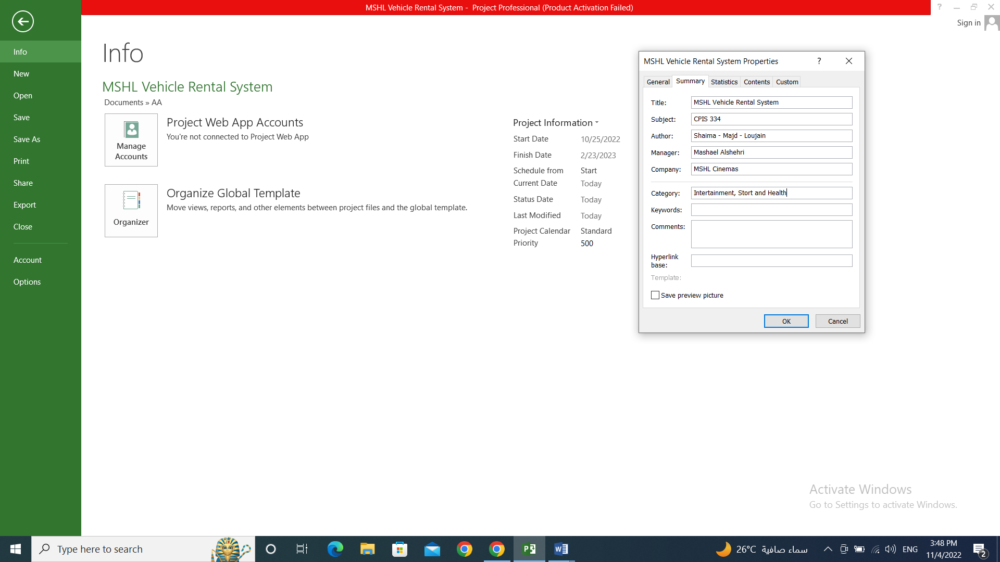 MSHL Vehicle Rental System - Project Professional (Product Activation Failed)
?
Sign in
Info
New
Open
Save
Save As
Print
Share
Export
Close
Account
Options
Info
MSHL Vehicle Rental System
Documents » AA
Manage
Accounts
Project Web App Accounts
You're not connected to Project Web App
Organizer
Organize Global Template
Move views, reports, and other elements between project files and the global template.
Project Information
Start Date 10/25/2022
Finish Date 2/23/2023
Schedule from Start
Current Date Today
Status Date Today
Last Modified Today
Project Calendar Standard
Priority 500
MSHL Vehicle Rental System Properties ?
General Summary Statistics Contents Custom
Title: MSHL Vehicle Rental System
Subject: CPIS 334
Author: Shaima - Majd - Loujain
Manager: Mashael Alshehri
Company: MSHL Cinemas
Category: Intertainment, Stort and Health
Keywords:
Comments:
Hyperlink
base:
Template:
Save preview picture
OK Cancel
Activate Windows
Go to Settings to activate Windows.
Type here to search
26°C سماء صافية
ENG
3:48 PM
11/4/2022
2